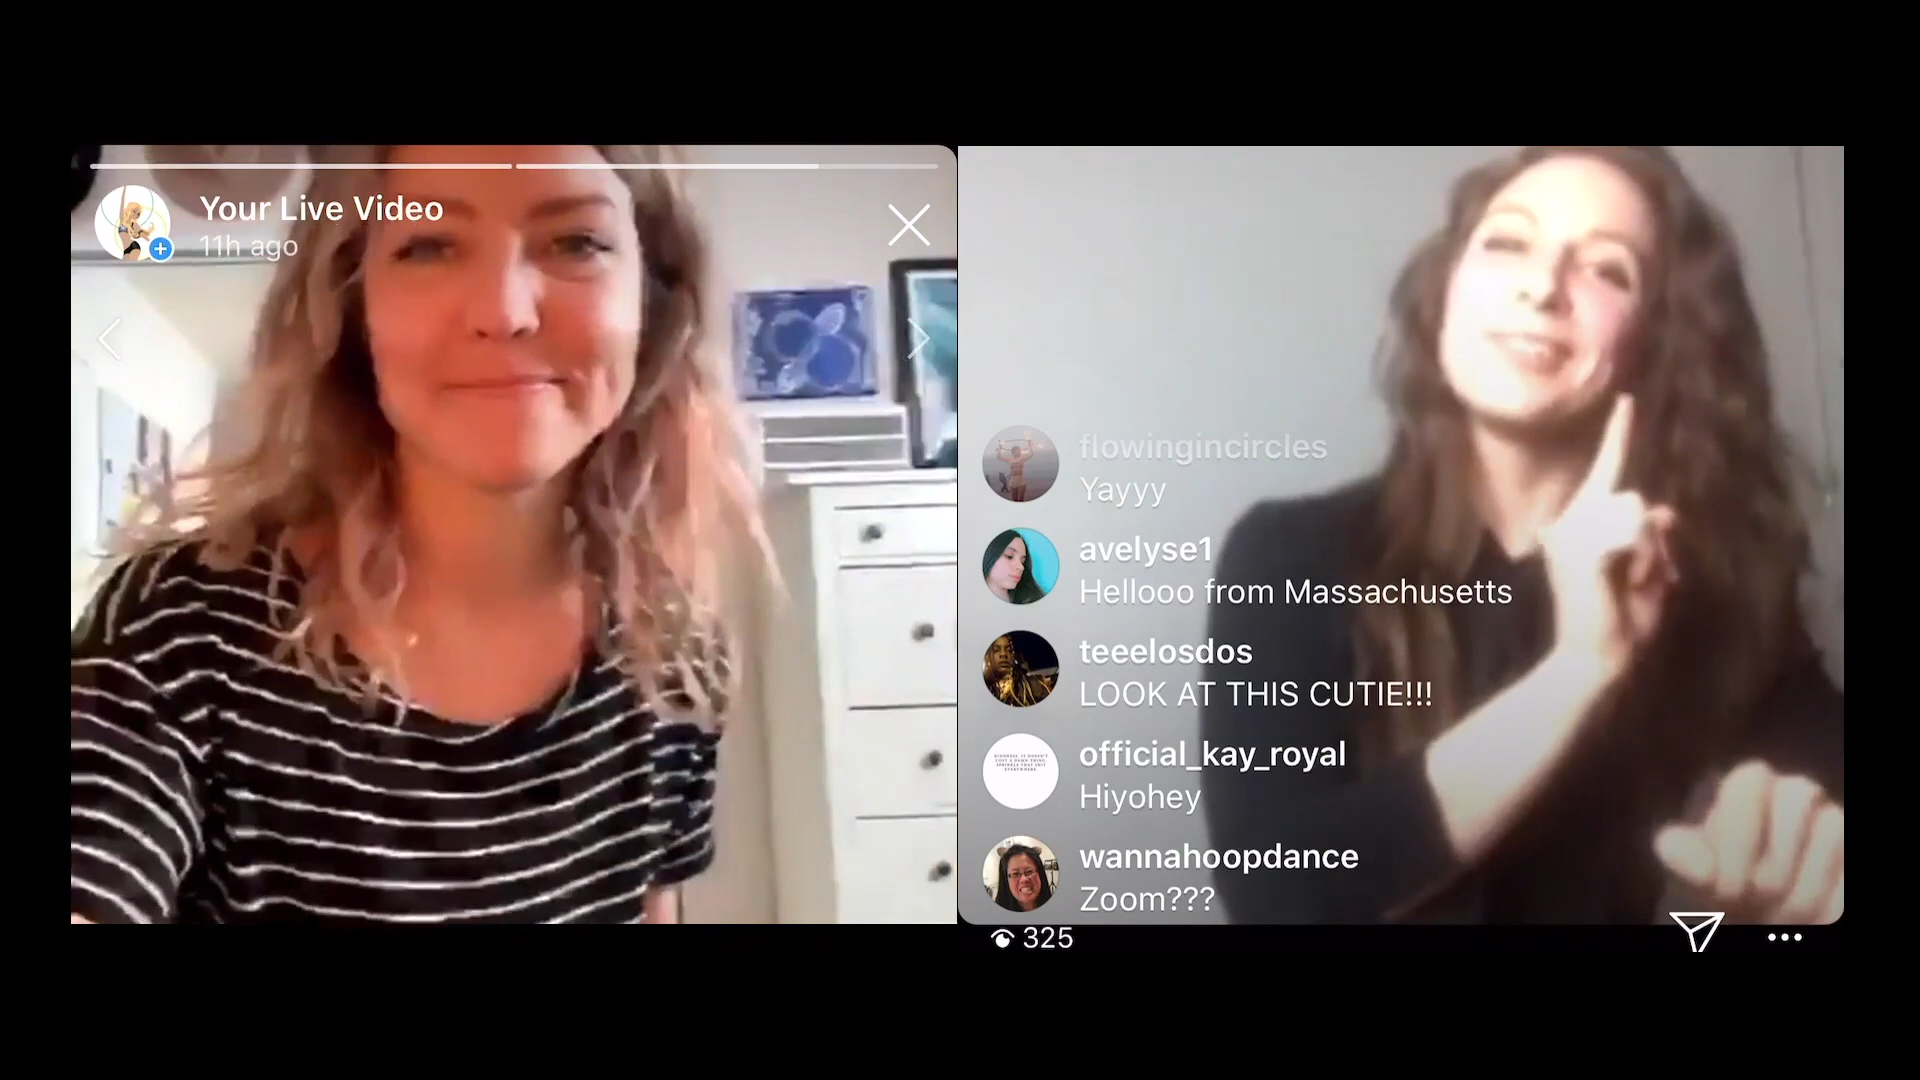 Your Live Video
11h ago
flowingincircles
Yayyy
avelyse1
Hellooo from Massachusetts
teeelosdos
LOOK AT THIS CUTIE!!!
official_kay_royal
Hiyohey
wannahoopdance
Zoom???
325